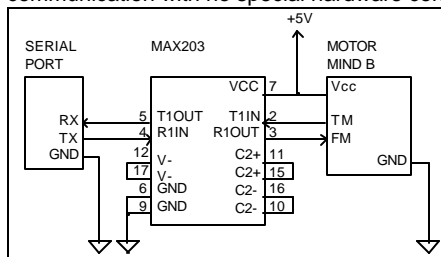 communication with no special hardware con
+5V
SERIAL PORT
MAX203
MOTOR MIND B
VCC 7 Vcc
RX 5 T1OUT T1IN 2 TM
TX 4 R1IN R1OUT 3 FM
GND 12 V- C2+ 11 GND
17 V- C2+ 15
6 GND C2- 16
9 GND C2- 10